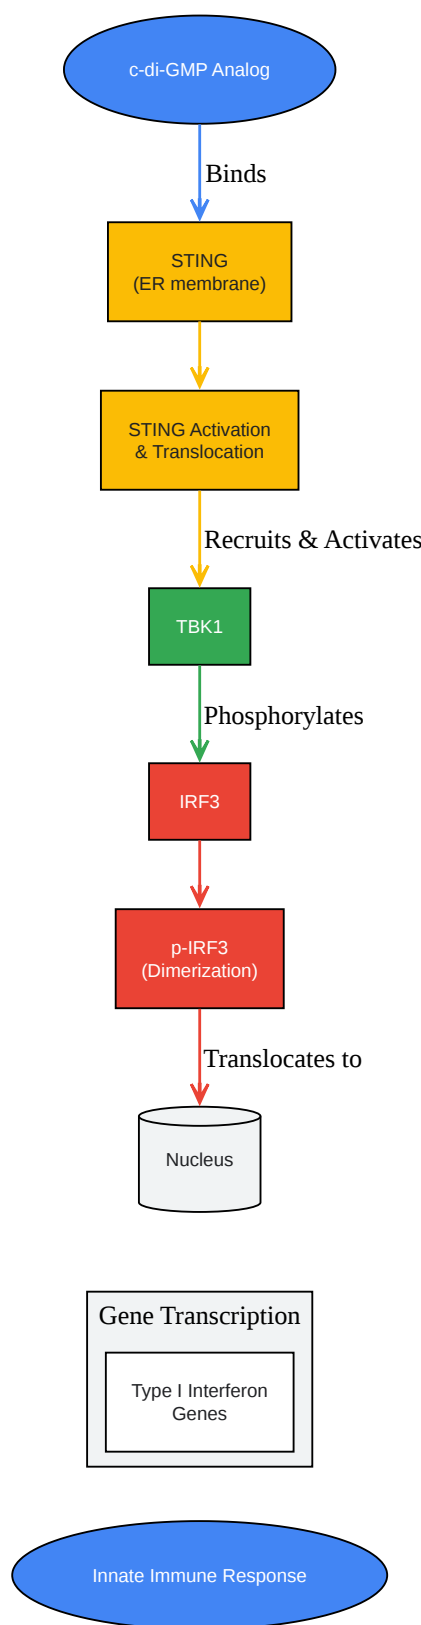 c-di-GMP Analog
Binds
STING
(ER membrane)
STING Activation
& Translocation
Recruits & Activates
TBK1
Phosphorylates
IRF3
p-IRF3
(Dimerization)
Translocates to
Nucleus
Gene Transcription
Type I Interferon
Genes
Innate Immune Response